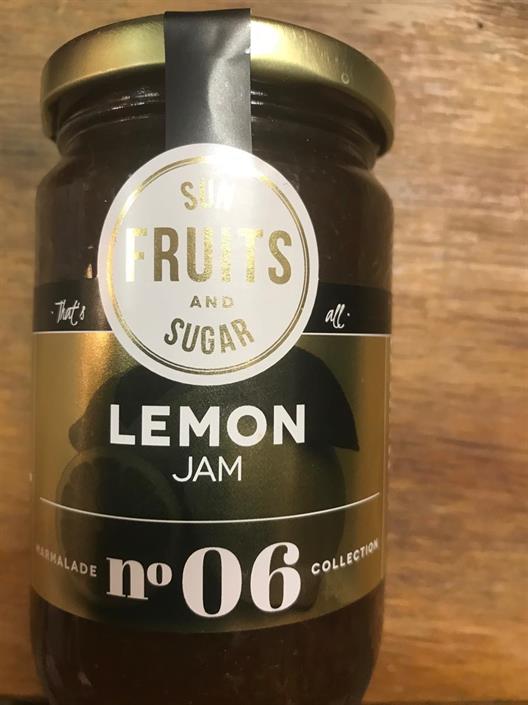 SUN
FRUITS
AND
SUGAR
· That's all ·
LEMON
JAM
MARMALADE nº06 COLLECTION